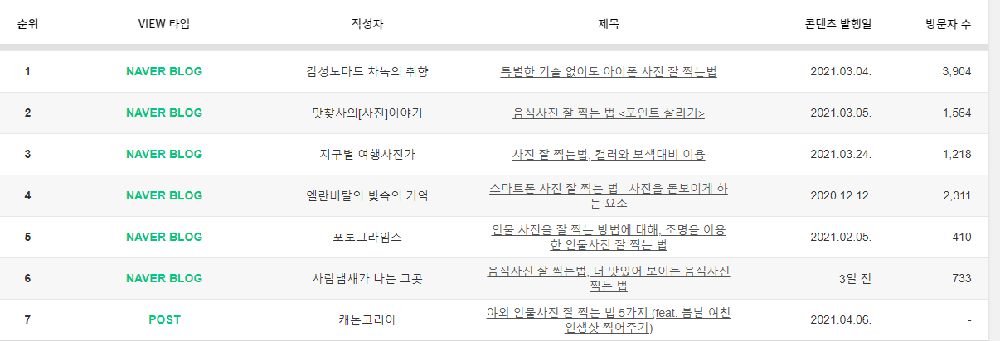 순위 VIEW 타입 작성자 제목 콘텐츠 발행일 방문자 수
1 NAVER BLOG 감성노마드 차녹의 취향 특별한 기술 없이도 아이폰 사진 잘 찍는법 2021.03.04. 3,904
2 NAVER BLOG 맛찾사의[사진]이야기 음식사진 잘 찍는 법 <포인트 살리기> 2021.03.05. 1,564
3 NAVER BLOG 지구별 여행사진가 사진 잘 찍는법, 컬러와 보색대비 이용 2021.03.24. 1,218
4 NAVER BLOG 엘란비탈의 빛속의 기억 스마트폰 사진 잘 찍는 법 - 사진을 돋보이게 하
는 요소 2020.12.12. 2,311
5 NAVER BLOG 포토그라임스 인물 사진을 잘 찍는 방법에 대해, 조명을 이용
한 인물사진 잘 찍는 법 2021.02.05. 410
6 NAVER BLOG 사람냄새가 나는 그곳 음식사진 잘 찍는법, 더 맛있어 보이는 음식사진
찍는 법 3일 전 733
7 POST 캐논코리아 야외 인물사진 잘 찍는 법 5가지 (feat. 봄날 여친
인생샷 찍어주기) 2021.04.06. -